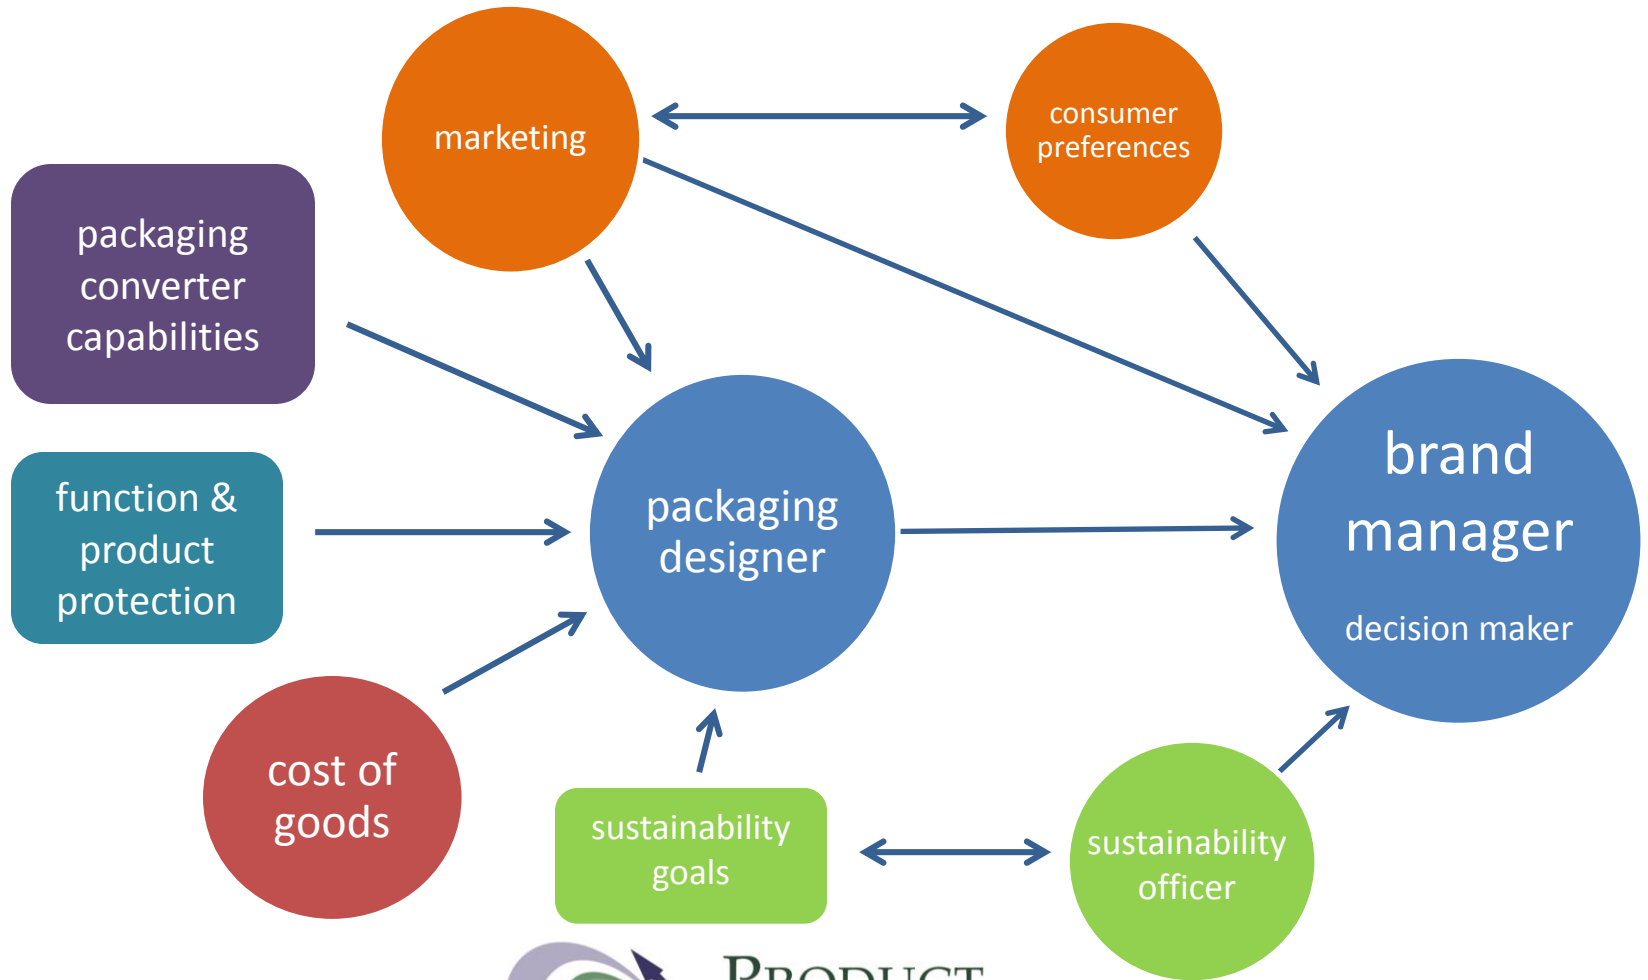 marketing
consumer
preferences
packaging
converter
capabilities
function &
product
protection
packaging
designer
brand
manager
decision maker
cost of
goods
sustainability
goals
sustainability
officer
PRODUCT